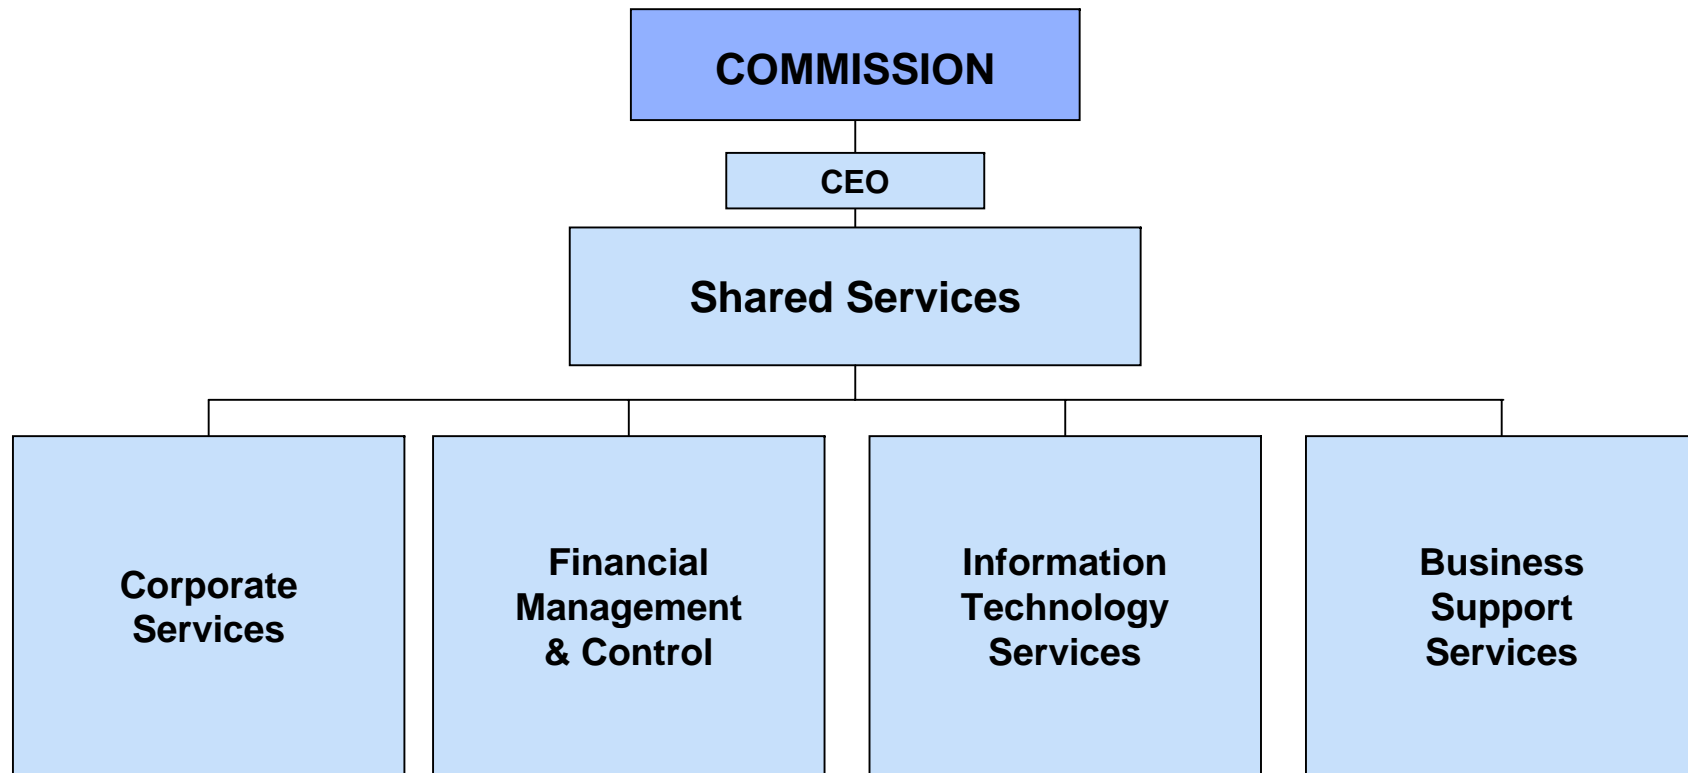 COMMISSION
CEO
Shared Services
Corporate
Services
Financial
Management
& Control
Information
Technology
Services
Business
Support
Services